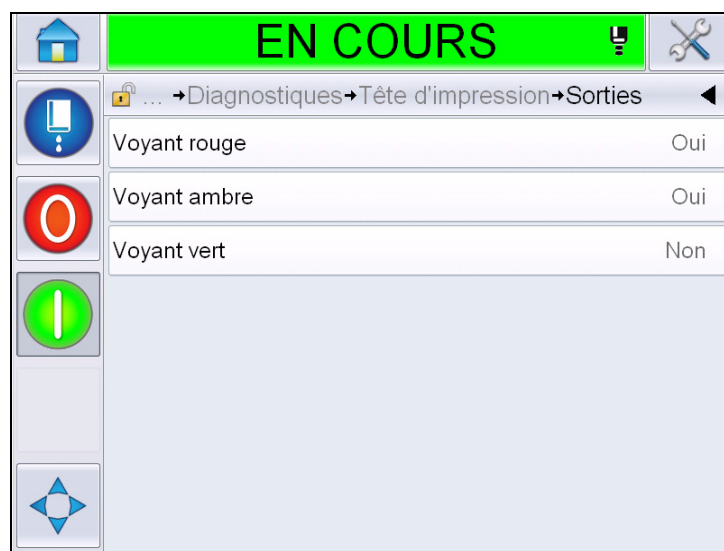 EN COURS
... →Diagnostiques→Tête d'impression→Sorties
Voyant rouge Oui
Voyant ambre Oui
Voyant vert Non